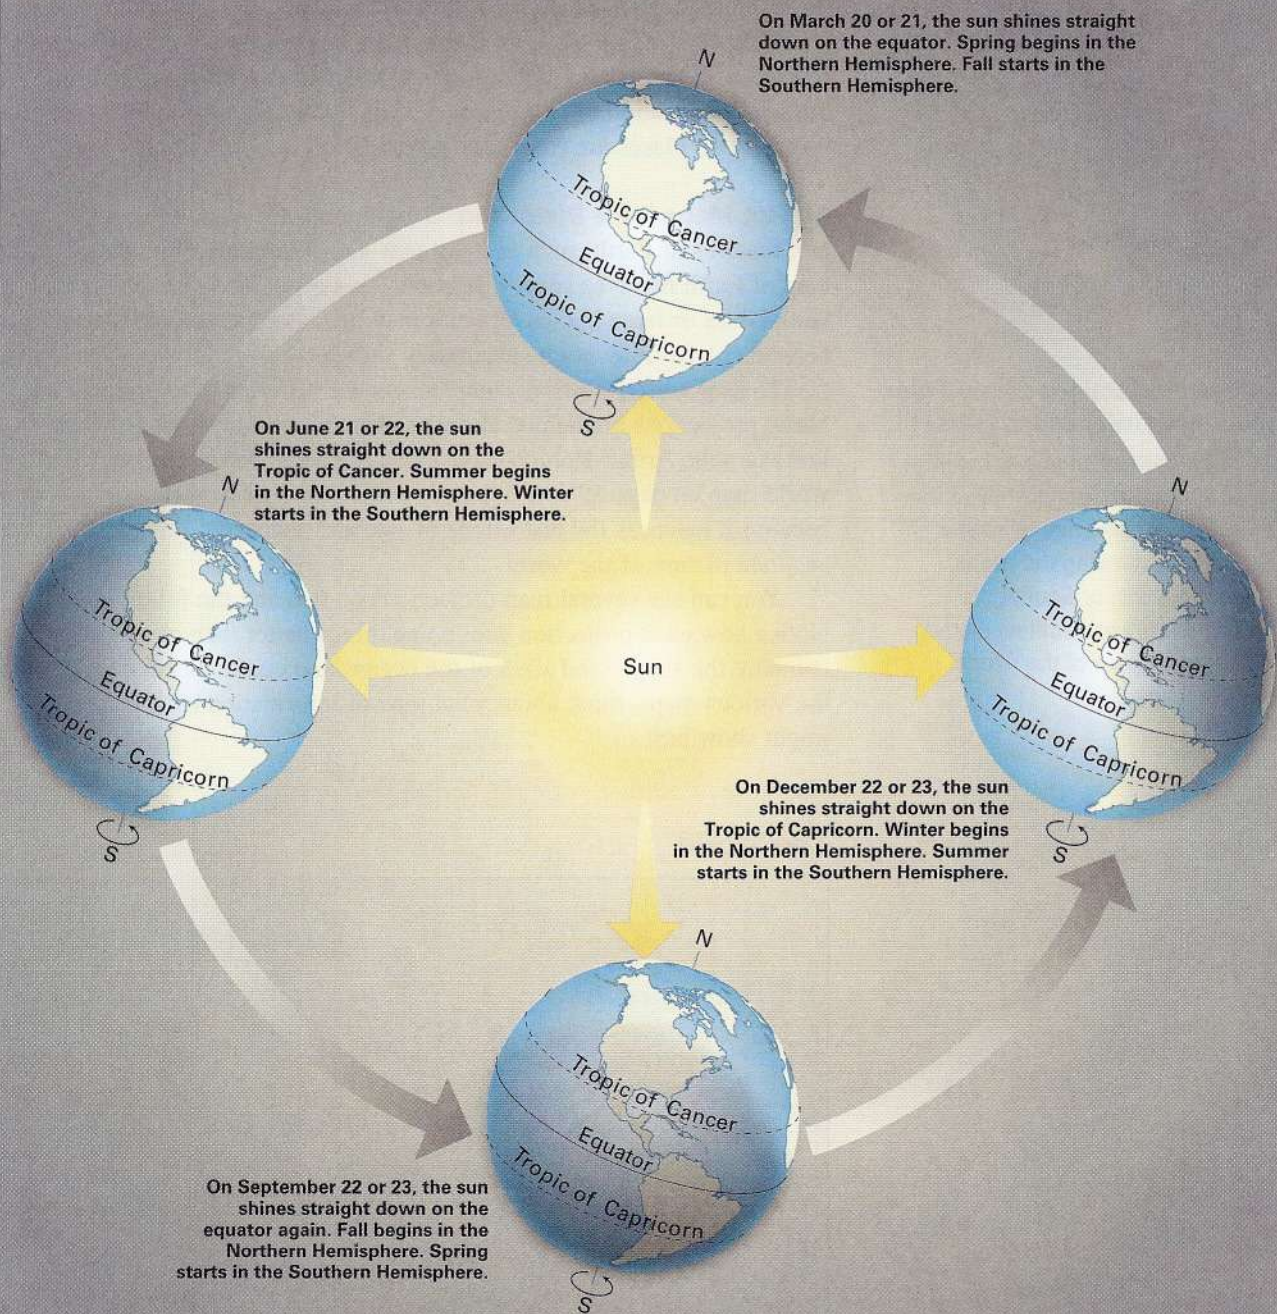 On March 20 or 21, the sun shines straight
down on the equator. Spring begins in the
Northern Hemisphere. Fall starts in the
Southern Hemisphere.
N
Tropic of Cancer
Equator
Tropic of Capricorn
S
On June 21 or 22, the sun
shines straight down on the
Tropic of Cancer. Summer begins
in the Northern Hemisphere. Winter
starts in the Southern Hemisphere.
N
Tropic of Cancer
Equator
Tropic of Capricorn
S
Sun
N
Tropic of Cancer
Equator
Tropic of Capricorn
S
On December 22 or 23, the sun
shines straight down on the
Tropic of Capricorn. Winter begins
in the Northern Hemisphere. Summer
starts in the Southern Hemisphere.
N
Tropic of Cancer
Equator
Tropic of Capricorn
S
On September 22 or 23, the sun
shines straight down on the
equator again. Fall begins in the
Northern Hemisphere. Spring
starts in the Southern Hemisphere.